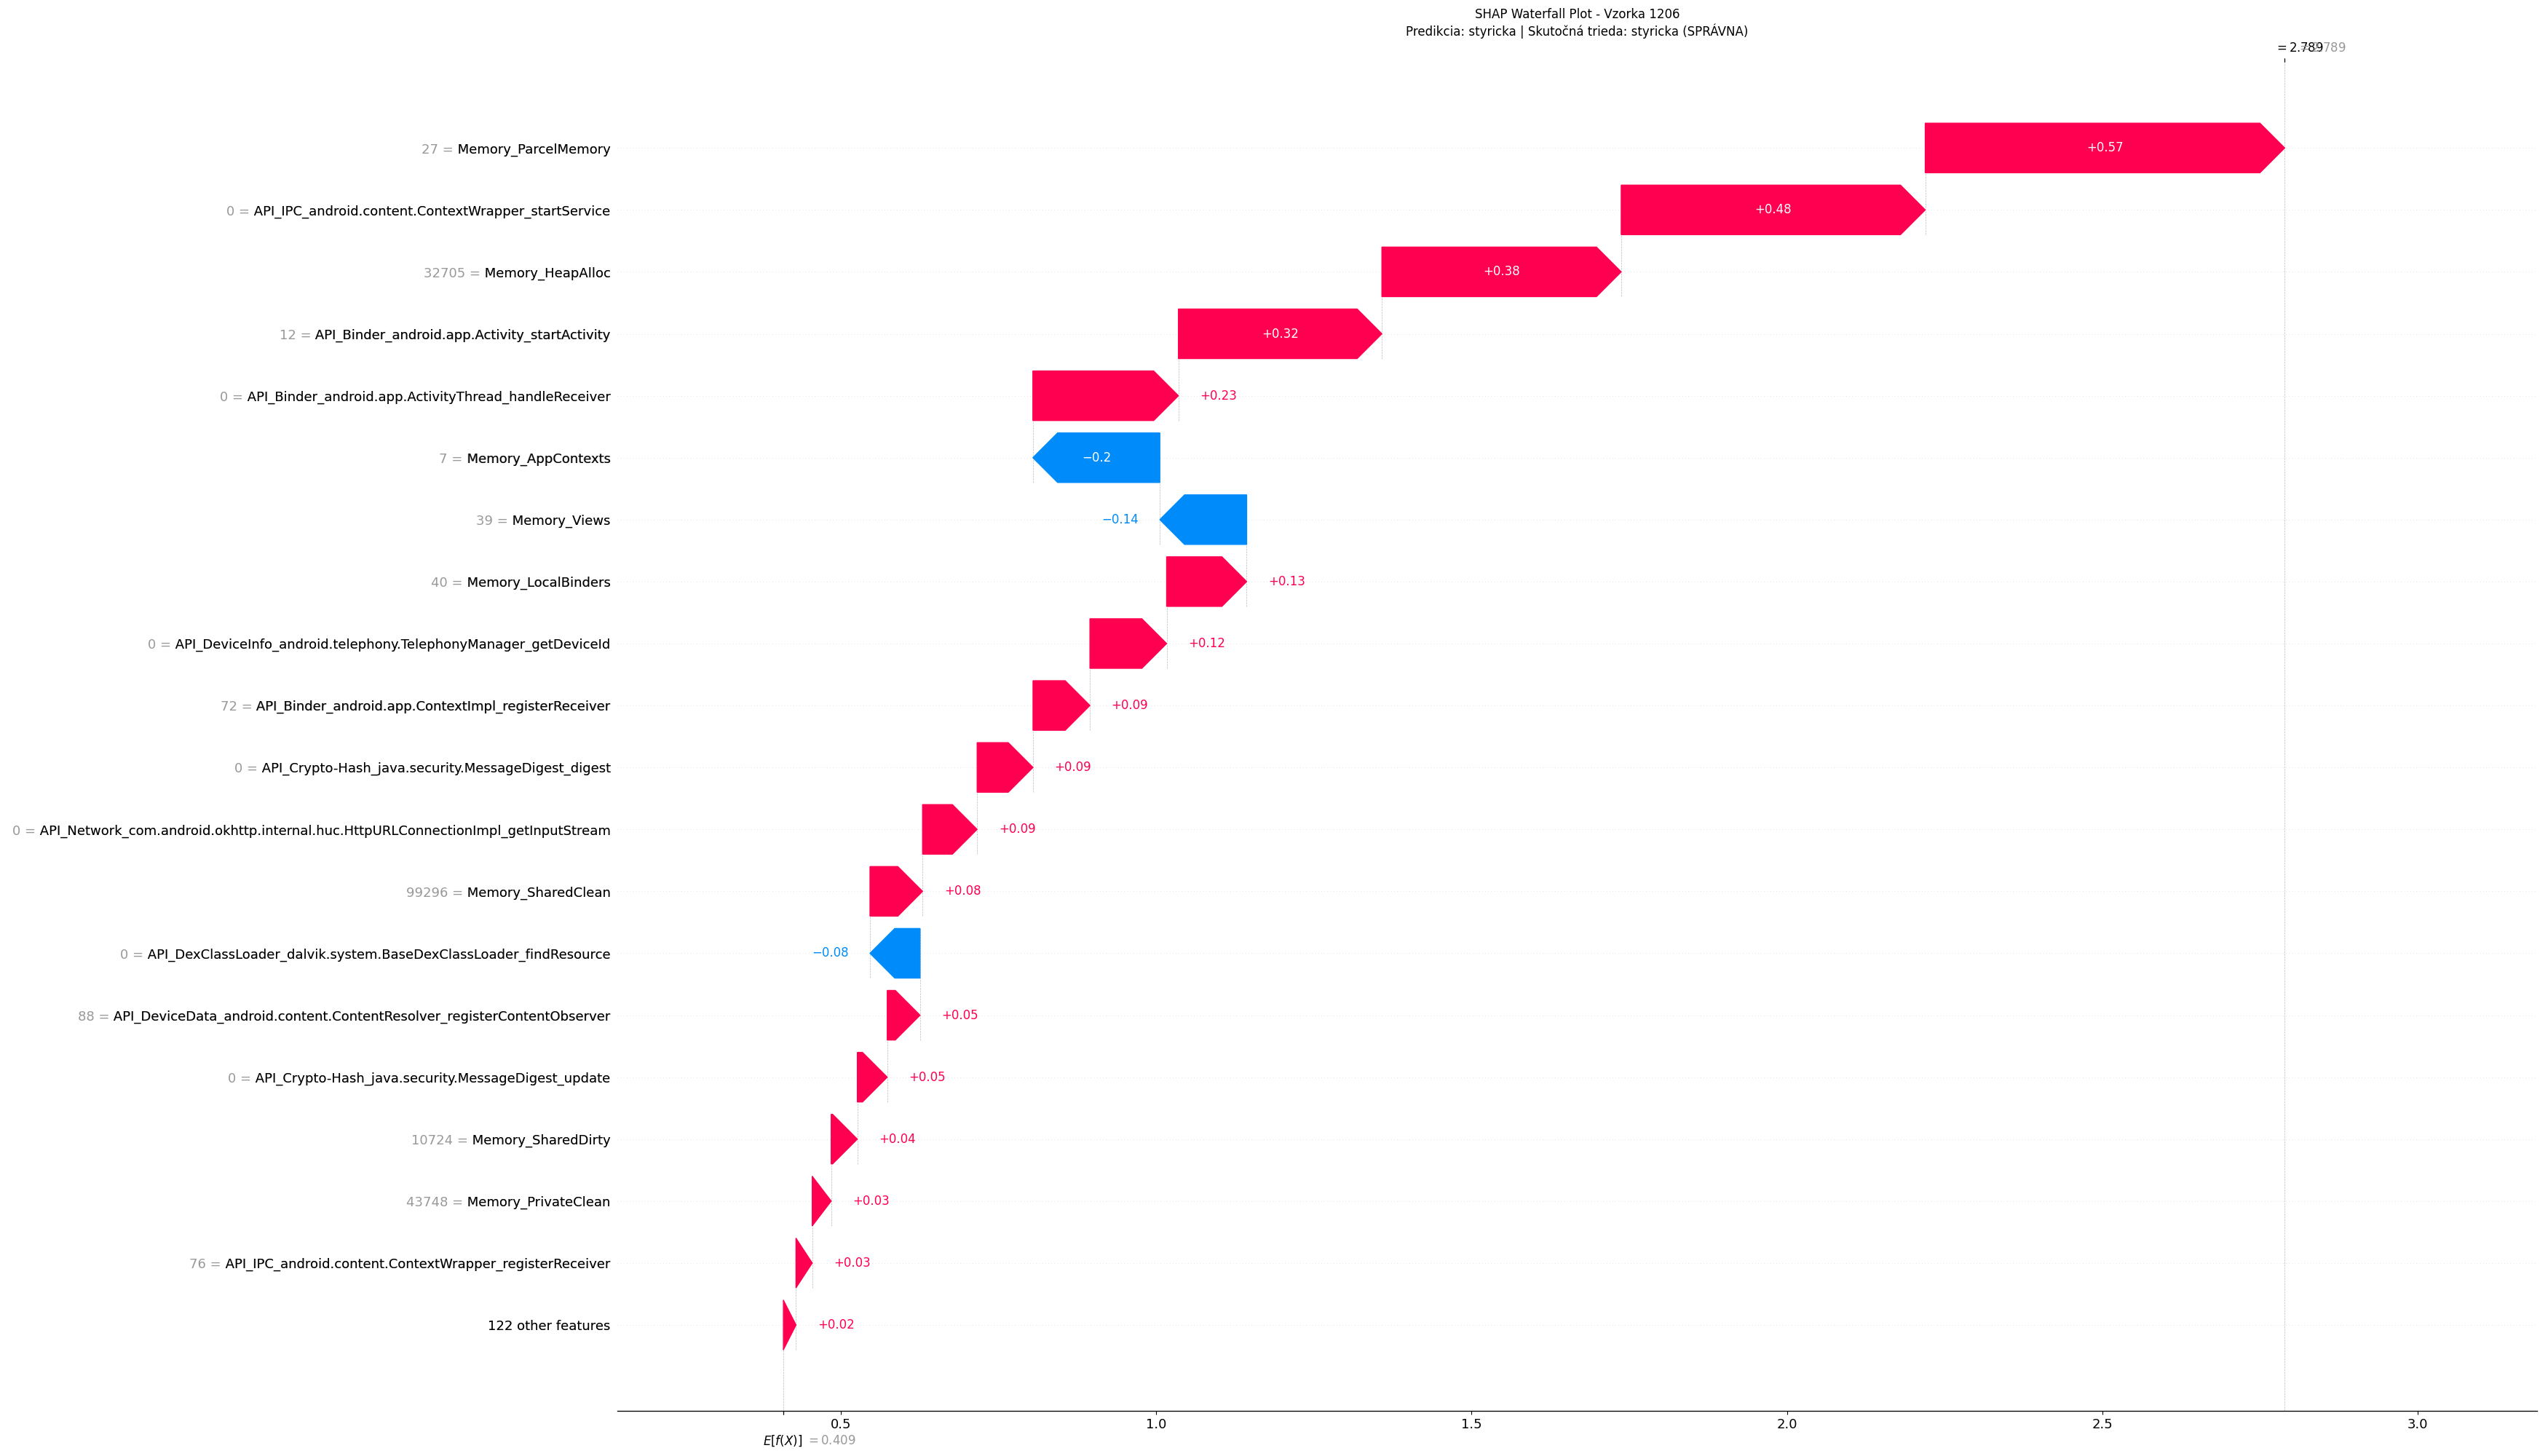 SHAP Waterfall Plot - Vzorka 1206
Predikcia: styricka | Skutočná trieda: styricka (SPRÁVNA)
= 2.789
27 = Memory_ParcelMemory
+0.57
0 = API_IPC_android.content.ContextWrapper_startService
+0.48
32705 = Memory_HeapAlloc
+0.38
12 = API_Binder_android.app.Activity_startActivity
+0.32
0 = API_Binder_android.app.ActivityThread_handleReceiver
+0.23
7 = Memory_AppContexts
−0.2
39 = Memory_Views
−0.14
40 = Memory_LocalBinders
+0.13
0 = API_DeviceInfo_android.telephony.TelephonyManager_getDeviceId
+0.12
72 = API_Binder_android.app.ContextImpl_registerReceiver
+0.09
0 = API_Crypto-Hash_java.security.MessageDigest_digest
+0.09
0 = API_Network_com.android.okhttp.internal.huc.HttpURLConnectionImpl_getInputStream
+0.09
99296 = Memory_SharedClean
+0.08
0 = API_DexClassLoader_dalvik.system.BaseDexClassLoader_findResource
−0.08
88 = API_DeviceData_android.content.ContentResolver_registerContentObserver
+0.05
0 = API_Crypto-Hash_java.security.MessageDigest_update
+0.05
10724 = Memory_SharedDirty
+0.04
43748 = Memory_PrivateClean
+0.03
76 = API_IPC_android.content.ContextWrapper_registerReceiver
+0.03
122 other features
+0.02
0.5 1.0 1.5 2.0 2.5 3.0
E[f(X)] = 0.409